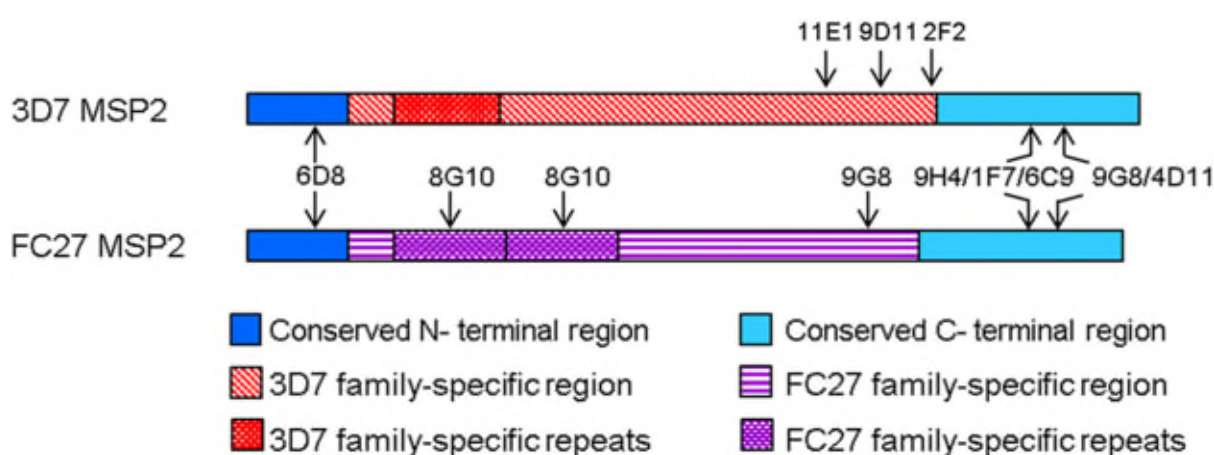 11E1 9D11 2F2
3D7 MSP2
6D8 8G10 8G10 9G8 9H4/1F7/6C9 9G8/4D11
FC27 MSP2
Conserved N- terminal region Conserved C- terminal region
3D7 family-specific region FC27 family-specific region
3D7 family-specific repeats FC27 family-specific repeats